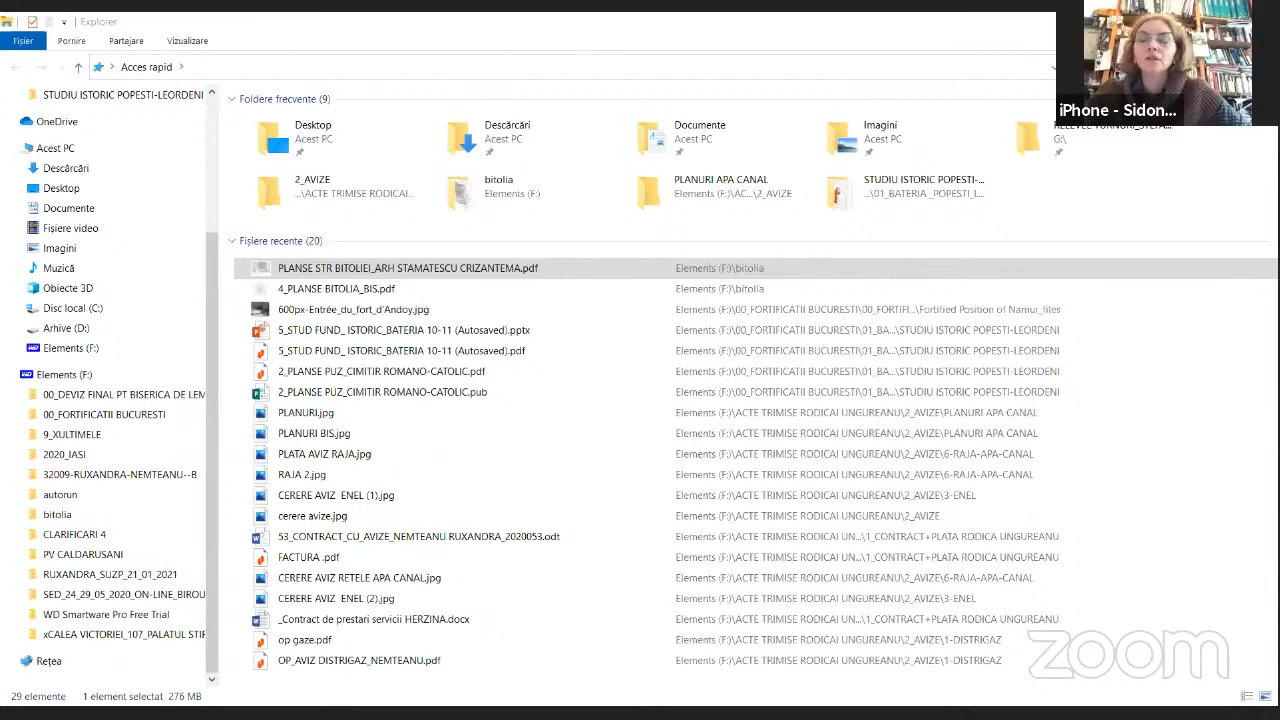 Explorer
Fișier Pornire Partajare Vizualizare
Acces rapid
iPhone - Sidon...
STUDIU ISTORIC POPESTI-LEORDENI
OneDrive
Acest PC
Descărcări
Desktop
Documente
Fișiere video
Imagini
Muzică
Obiecte 3D
Disc local (C:)
Arhive (D:)
Elements (F:)
Elements (F:)
00_DEVIZ FINAL PT BISERICA DE LEM
00_FORTIFICATII BUCURESTI
9_XULTIMELE
2020_IASI
32009-RUXANDRA-NEMTEANU--B
autorun
bitolia
CLARIFICARI 4
PV CALDARUSANI
RUXANDRA_SUZP_21_01_2021
SED_24_29_05_2020_ON-LINE_BIROU
WD Smartware Pro Free Trial
xCALEA VICTORIEI_107_PALATUL STIR
Rețea
Foldere frecvente (9)
Desktop
Acest PC
Descărcări
Acest PC
Documente
Acest PC
Imagini
Acest PC
G:\
2_AVIZE
...\ACTE TRIMISE RODICAI...
bitolia
Elements (F:)
PLANURI APA CANAL
Elements (F:)\AC...\2_AVIZE
STUDIU ISTORIC POPESTI-...
...\01_BATERIA _POPESTI_L...
Fișiere recente (20)
PLANSE STR BITOLIEI_ARH STAMATESCU CRIZANTEMA.pdf Elements (F:)\bitolia
4_PLANSE BITOLIA_BIS.pdf Elements (F:)\bitolia
600px-Entrée_du_fort_d'Andoy.jpg Elements (F:)\00_FORTIFICATII BUCURESTI\00_FORTIFI...\Fortified Position of Namur_files
5_STUD FUND_ ISTORIC_BATERIA 10-11 (Autosaved).pptx Elements (F:)\00_FORTIFICATII BUCURESTI\01_BA...\STUDIU ISTORIC POPESTI-LEORDENI
5_STUD FUND_ ISTORIC_BATERIA 10-11 (Autosaved).pdf Elements (F:)\00_FORTIFICATII BUCURESTI\01_BA...\STUDIU ISTORIC POPESTI-LEORDENI
2_PLANSE PUZ_CIMITIR ROMANO-CATOLIC.pdf Elements (F:)\00_FORTIFICATII BUCURESTI\01_BA...\STUDIU ISTORIC POPESTI-LEORDENI
2_PLANSE PUZ_CIMITIR ROMANO-CATOLIC.pub Elements (F:)\00_FORTIFICATII BUCURESTI\01_BA...\STUDIU ISTORIC POPESTI-LEORDENI
PLANURI.jpg Elements (F:)\ACTE TRIMISE RODICAI UNGUREANU\2_AVIZE\PLANURI APA CANAL
PLANURI BIS.jpg Elements (F:)\ACTE TRIMISE RODICAI UNGUREANU\2_AVIZE\PLANURI APA CANAL
PLATA AVIZ RAJA.jpg Elements (F:)\ACTE TRIMISE RODICAI UNGUREANU\2_AVIZE\6-RAJA-APA-CANAL
RAJA 2.jpg Elements (F:)\ACTE TRIMISE RODICAI UNGUREANU\2_AVIZE\6-RAJA-APA-CANAL
CERERE AVIZ ENEL (1).jpg Elements (F:)\ACTE TRIMISE RODICAI UNGUREANU\2_AVIZE\3-ENEL
cerere avize.jpg Elements (F:)\ACTE TRIMISE RODICAI UNGUREANU\2_AVIZE
53_CONTRACT_CU_AVIZE_NEMTEANU RUXANDRA_2020053.odt Elements (F:)\ACTE TRIMISE RODICAI UN...\1_CONTRACT+PLATA RODICA UNGUREANU
FACTURA .pdf Elements (F:)\ACTE TRIMISE RODICAI UN...\1_CONTRACT+PLATA RODICA UNGUREANU
CERERE AVIZ RETELE APA CANAL.jpg Elements (F:)\ACTE TRIMISE RODICAI UNGUREANU\2_AVIZE\6-RAJA-APA-CANAL
CERERE AVIZ ENEL (2).jpg Elements (F:)\ACTE TRIMISE RODICAI UNGUREANU\2_AVIZE\3-ENEL
_Contract de prestari servicii HERZINA.docx Elements (F:)\ACTE TRIMISE RODICAI UN...\1_CONTRACT+PLATA RODICA UNGUREANU
op gaze.pdf Elements (F:)\ACTE TRIMISE RODICAI UNGUREANU\2_AVIZE\1-DISTRIGAZ
OP_AVIZ DISTRIGAZ_NEMTEANU.pdf Elements (F:)\ACTE TRIMISE RODICAI UNGUREANU\2_AVIZE\1-DISTRIGAZ
zoom
29 elemente 1 element selectat 276 MB